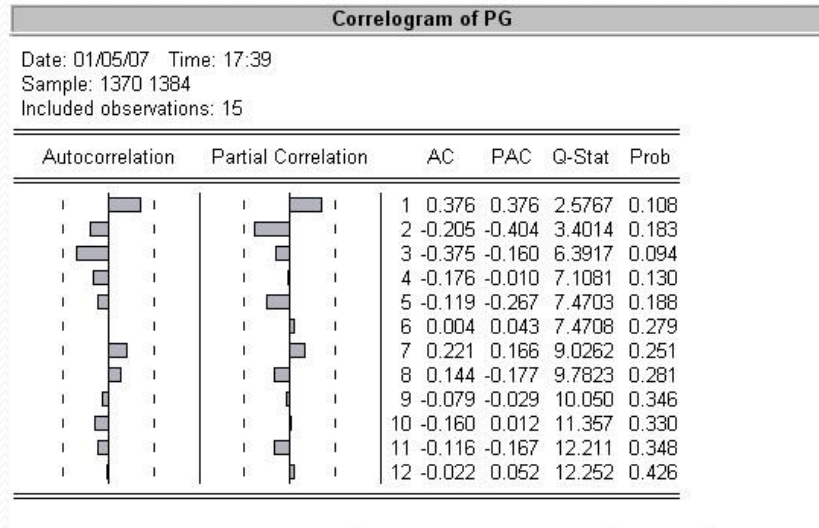 Correlogram of PG
Date: 01/05/07 Time: 17:39
Sample: 1370 1384
Included observations: 15
Autocorrelation Partial Correlation AC PAC Q-Stat Prob
1 0.376 0.376 2.5767 0.108
2 -0.205 -0.404 3.4014 0.183
3 -0.375 -0.160 6.3917 0.094
4 -0.176 -0.010 7.1081 0.130
5 -0.119 -0.267 7.4703 0.188
6 0.004 0.043 7.4708 0.279
7 0.221 0.166 9.0262 0.251
8 0.144 -0.177 9.7823 0.281
9 -0.079 -0.029 10.050 0.346
10 -0.160 0.012 11.357 0.330
11 -0.116 -0.167 12.211 0.348
12 -0.022 0.052 12.252 0.426